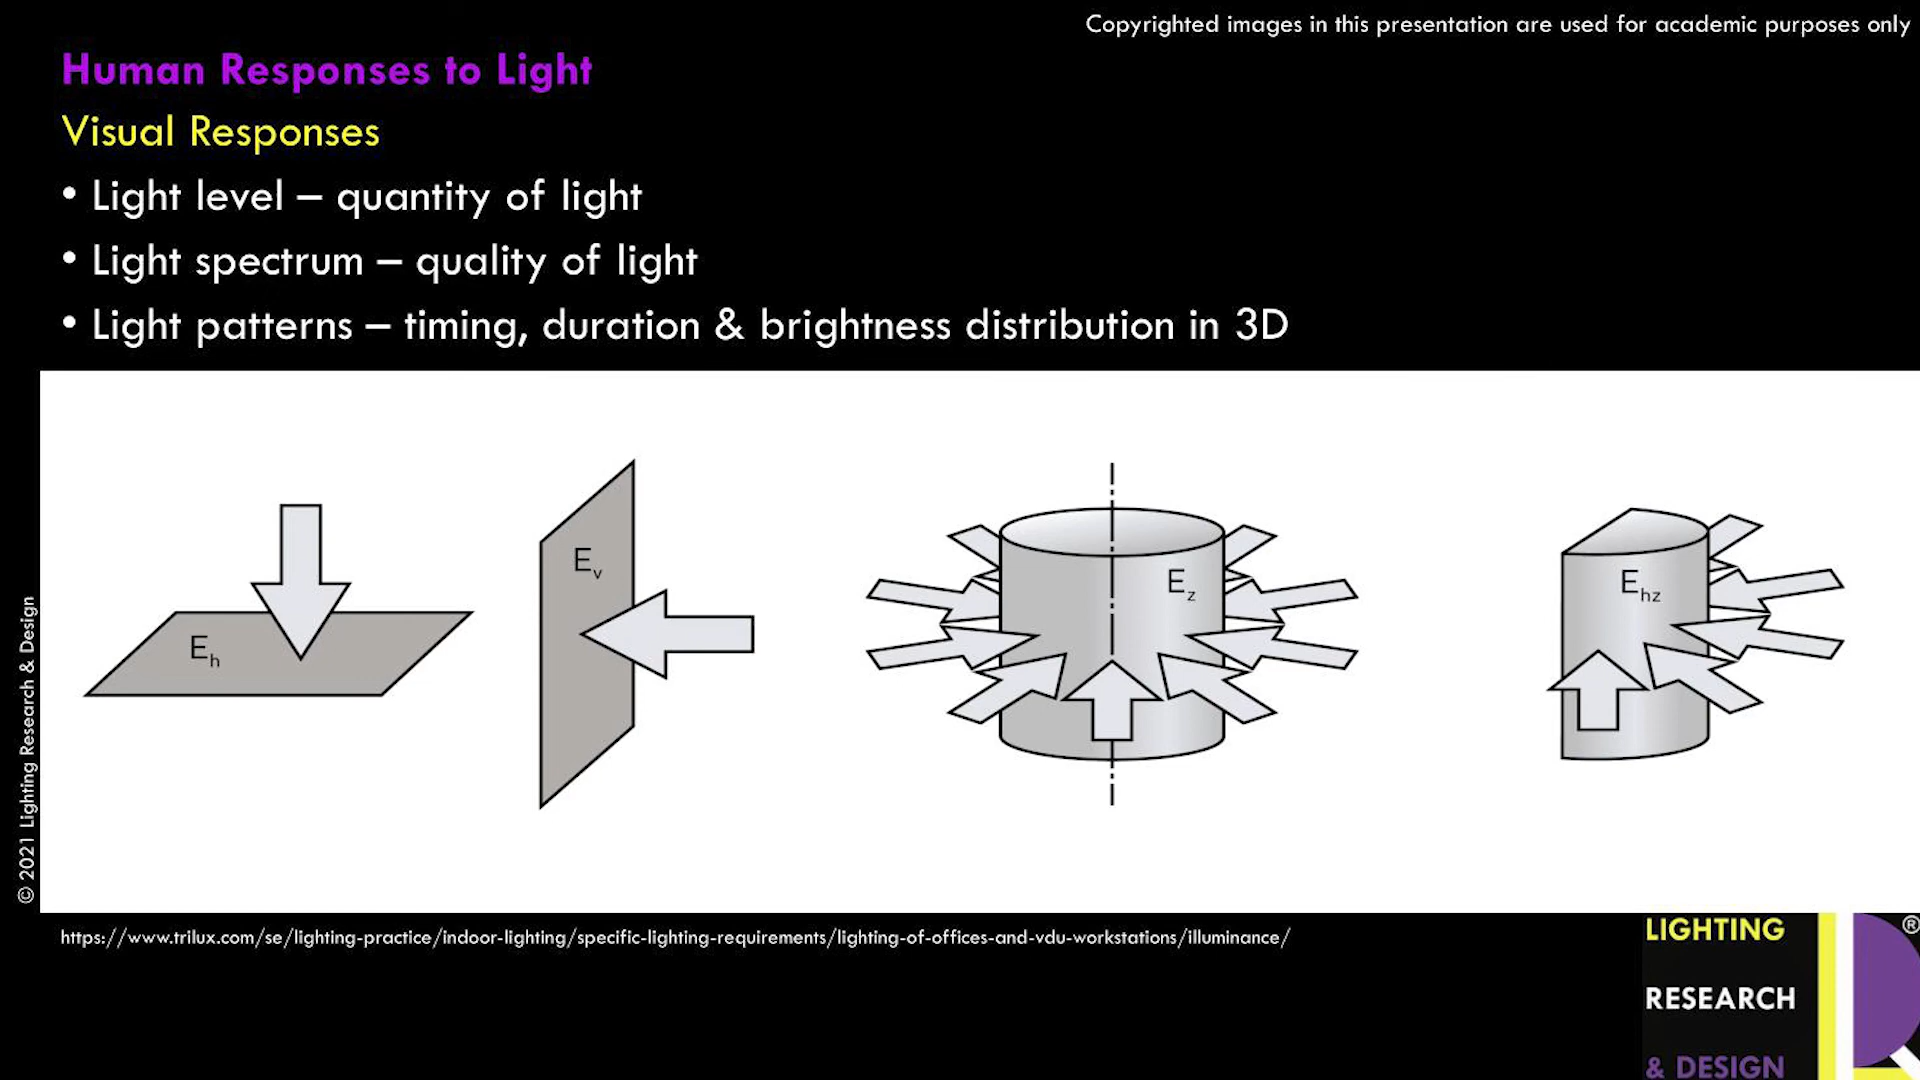 Copyrighted images in this presentation are used for academic purposes only
Human Responses to Light
Visual Responses
• Light level – quantity of light
• Light spectrum – quality of light
• Light patterns – timing, duration & brightness distribution in 3D
Eh
Ev
Ez
Ehz
© 2021 Lighting Research & Design
https://www.trilux.com/se/lighting-practice/indoor-lighting/specific-lighting-requirements/lighting-of-offices-and-vdu-workstations/illuminance/
LIGHTING
RESEARCH
& DESIGN
®